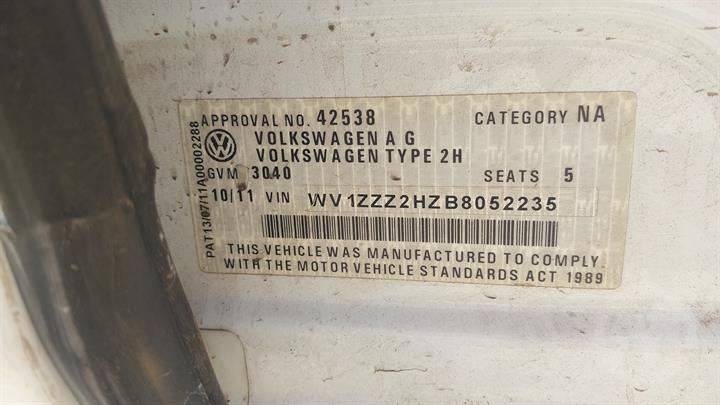 APPROVAL NO. 42538 CATEGORY NA
VOLKSWAGEN A G
VOLKSWAGEN TYPE 2H
GVM 3040 SEATS 5
10/11 VIN WV1ZZZ2HZB8052235
THIS VEHICLE WAS MANUFACTURED TO COMPLY
WITH THE MOTOR VEHICLE STANDARDS ACT 1989
PAT13/07/11A00002288